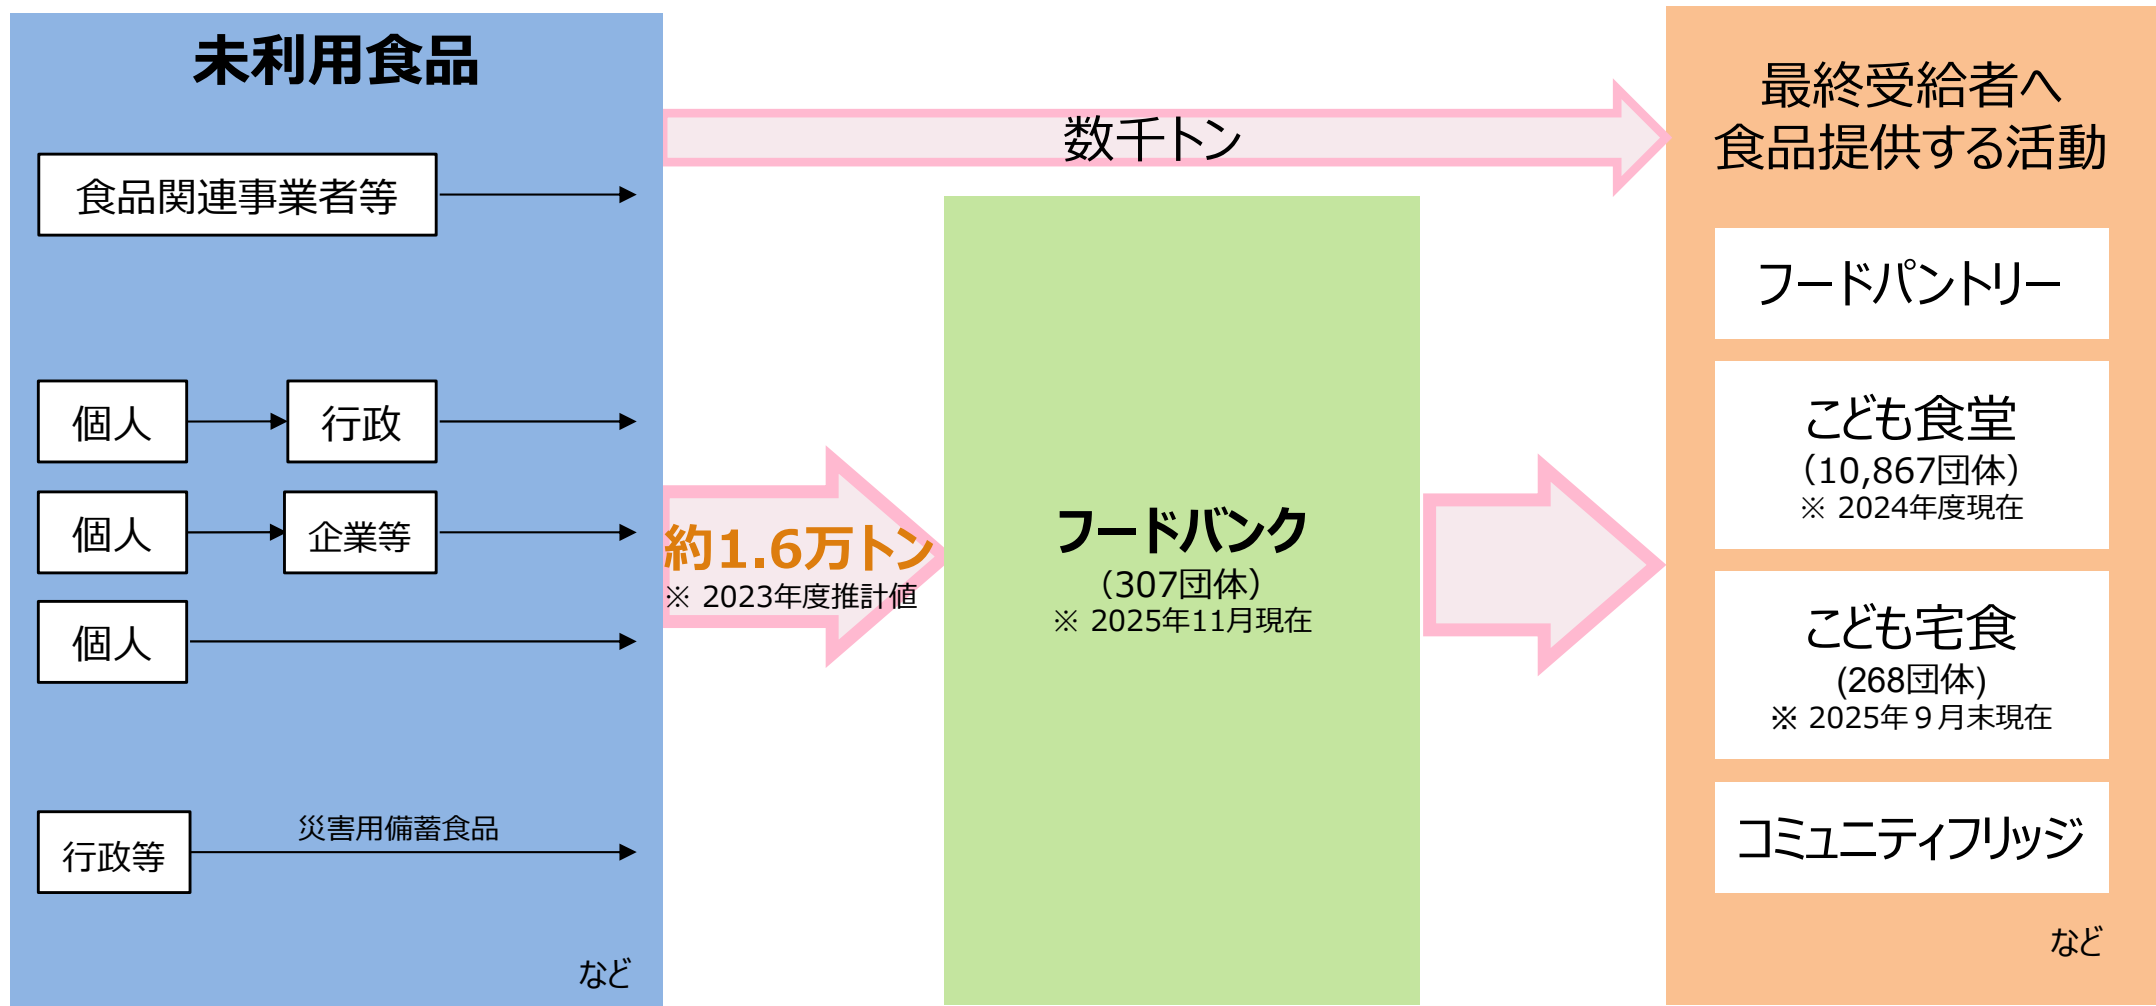 未利用食品
食品関連事業者等
個人
行政
個人
企業等
個人
行政等
災害用備蓄食品
など
数千トン
約1.6万トン
※ 2023年度推計値
フードバンク
（307団体）
※ 2025年11月現在
最終受給者へ
食品提供する活動
フードパントリー
こども食堂
（10,867団体）
※ 2024年度現在
こども宅食
(268団体)
※ 2025年９月末現在
コミュニティフリッジ
など